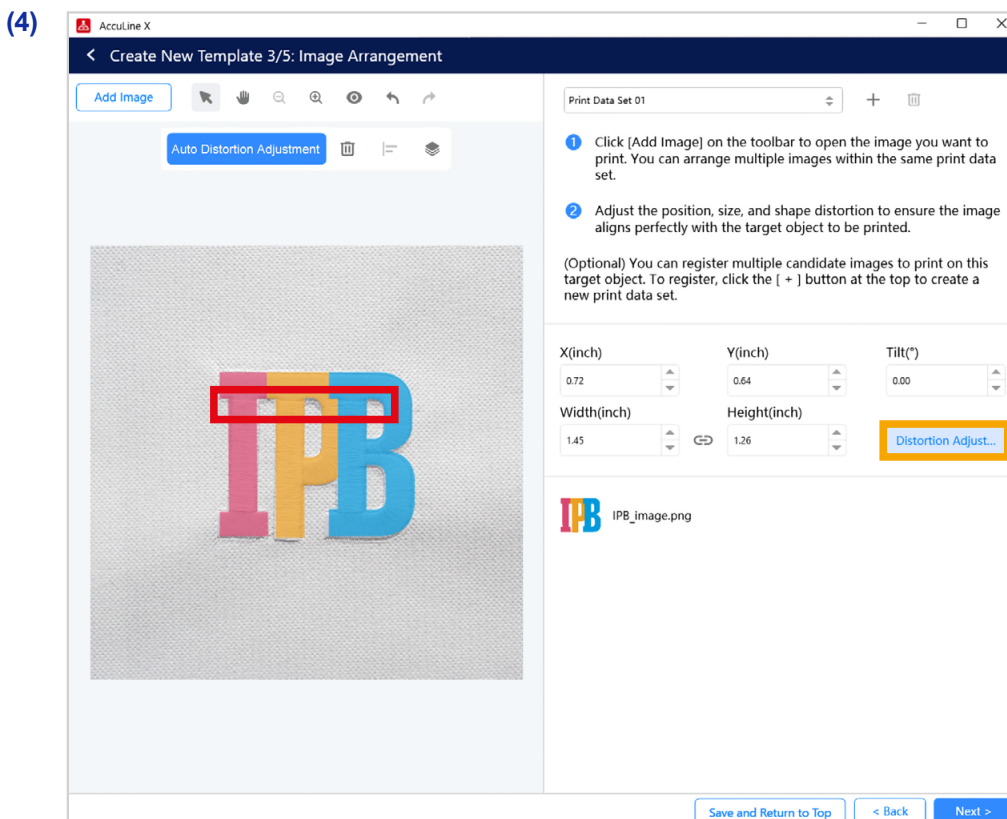 (4)
AccuLine X
Create New Template 3/5: Image Arrangement
Add Image
Auto Distortion Adjustment
IPB
Print Data Set 01
1 Click [Add Image] on the toolbar to open the image you want to
print. You can arrange multiple images within the same print data
set.
2 Adjust the position, size, and shape distortion to ensure the image
aligns perfectly with the target object to be printed.
(Optional) You can register multiple candidate images to print on this
target object. To register, click the [ + ] button at the top to create a
new print data set.
X(inch) Y(inch) Tilt(°)
0.72 0.64 0.00
Width(inch) Height(inch)
1.45 1.26 Distortion Adjust...
IPB IPB_image.png
Save and Return to Top < Back Next >